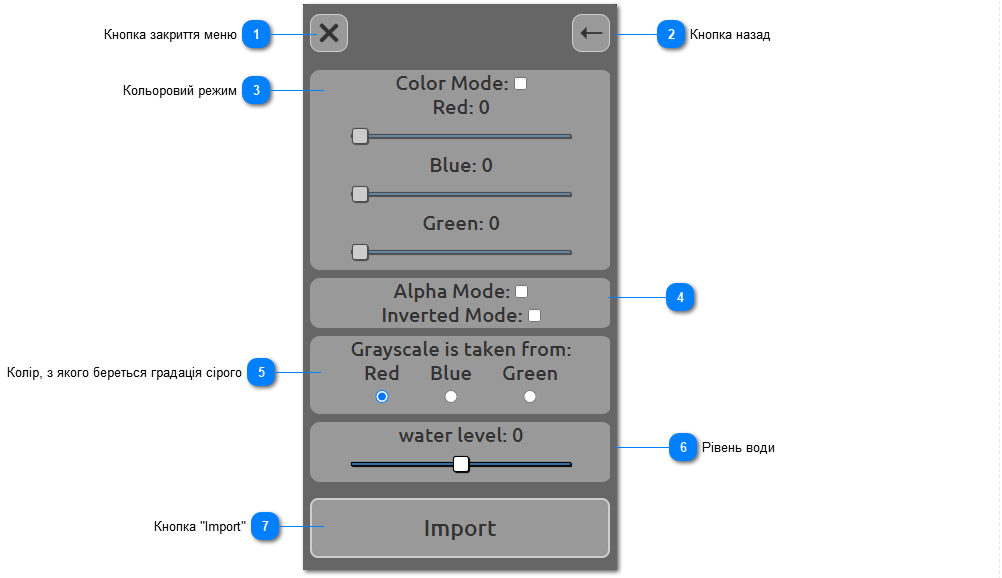 Кнопка закриття меню 1
2 Кнопка назад
Кольоровий режим 3
Color Mode:
Red: 0
Blue: 0
Green: 0
Alpha Mode:
4
Inverted Mode:
Колір, з якого береться градація сірого 5
Grayscale is taken from:
Red Blue Green
water level: 0
6 Рівень води
Кнопка "Import" 7
Import